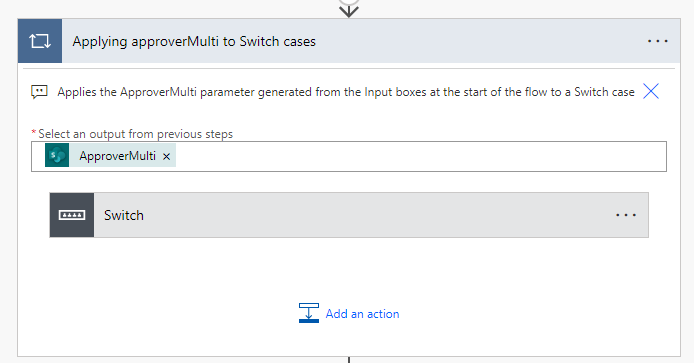 Applying approverMulti to Switch cases
Applies the ApproverMulti parameter generated from the Input boxes at the start of the flow to a Switch case
*Select an output from previous steps
ApproverMulti ×
Switch
Add an action